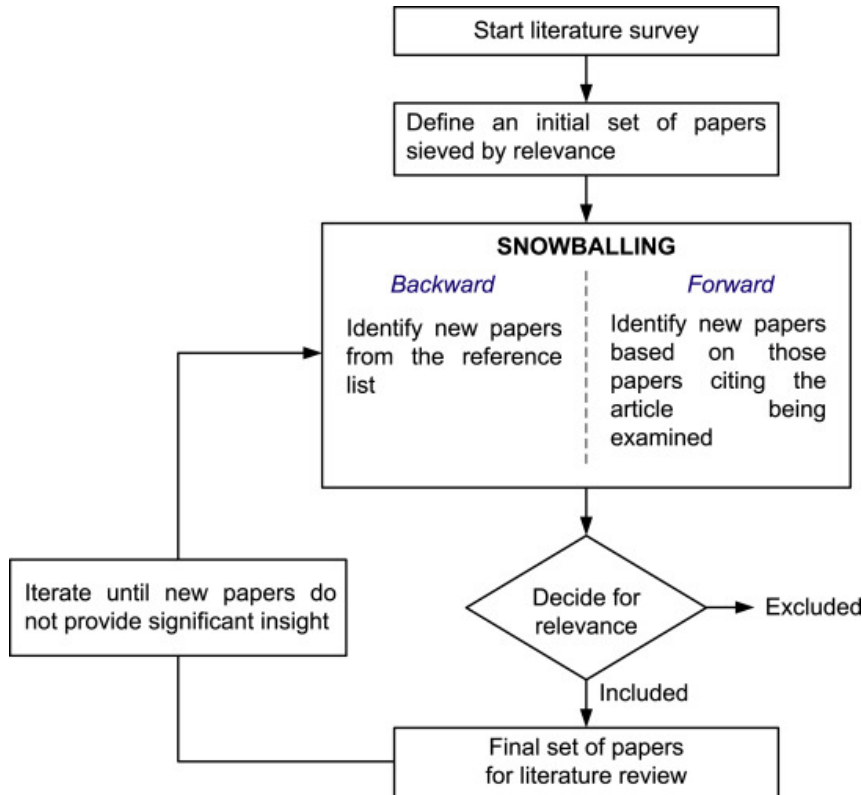 Start literature survey
Define an initial set of papers
sieved by relevance
SNOWBALLING
Backward
Identify new papers
from the reference
list
Forward
Identify new papers
based on those
papers citing the
article being
examined
Iterate until new papers do
not provide significant insight
Decide for
relevance
Excluded
Included
Final set of papers
for literature review